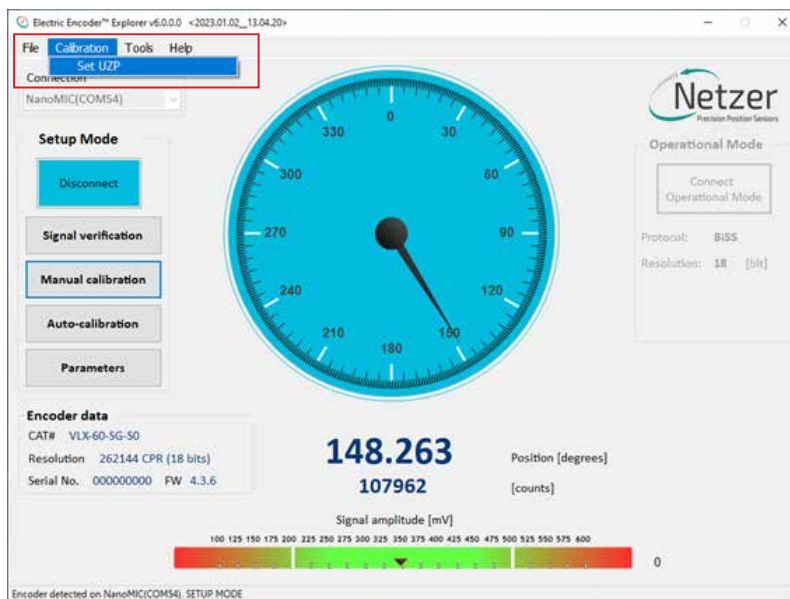 Electric Encoder™ Explorer v6.0.0.0 <2023.01.02__13.04.20>
File Calibration Tools Help
Set UZP
Connection
NanoMIC(COM54)
Setup Mode
Disconnect
Signal verification
Manual calibration
Auto-calibration
Parameters
0
30
60
90
120
150
180
210
240
270
300
330
Netzer
Precision Position Sensors
Operational Mode
Connect
Operational Mode
Protocol: BiSS
Resolution: 18 [bit]
Encoder data
CAT# VLX-60-SG-S0
Resolution 262144 CPR (18 bits)
Serial No. 000000000 FW 4.3.6
148.263 Position [degrees]
107962 [counts]
Signal amplitude [mV]
100 125 150 175 200 225 250 275 300 325 350 375 400 425 450 475 500 525 550 575 600
0
Encoder detected on NanoMIC(COM54). SETUP MODE